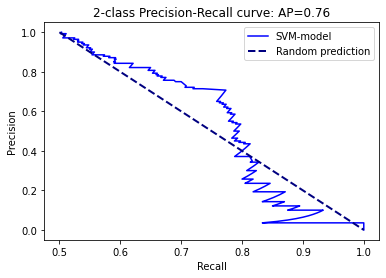 2-class Precision-Recall curve: AP=0.76
SVM-model
Random prediction
Precision
1.0
0.8
0.6
0.4
0.2
0.0
0.5
0.6
0.7
0.8
0.9
1.0
Recall